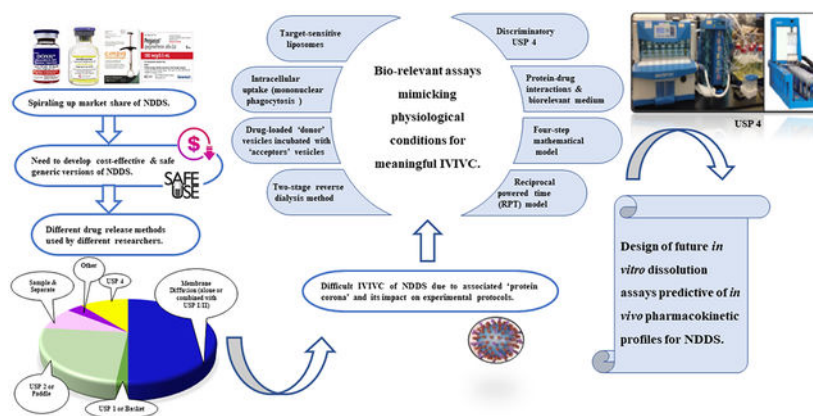 DOXIL
Pegasys
Spiraling up market share of NDDS.
Need to develop cost-effective & safe
generic versions of NDDS.
$
SAFE
USE
Different drug release methods
used by different researchers.
Other
USP 4
Sample &
Separate
Membrane
Diffusion (alone or
combined with
USP I/II)
USP 2 or
Paddle
USP 1 or Basket
Target-sensitive
liposomes
Intracellular
uptake (mononuclear
phagocytosis )
Drug-loaded 'donor'
vesicles incubated with
'acceptors' vesicles
Two-stage reverse
dialysis method
Bio-relevant assays
mimicking
physiological
conditions for
meaningful IVIVC.
Discriminatory
USP 4
Protein-drug
interactions &
biorelevant medium
Four-step
mathematical
model
Reciprocal
powered time
(RPT) model
Difficult IVIVC of NDDS due to associated 'protein
corona' and its impact on experimental protocols.
USP 4
Design of future in
vitro dissolution
assays predictive of in
vivo pharmacokinetic
profiles for NDDS.